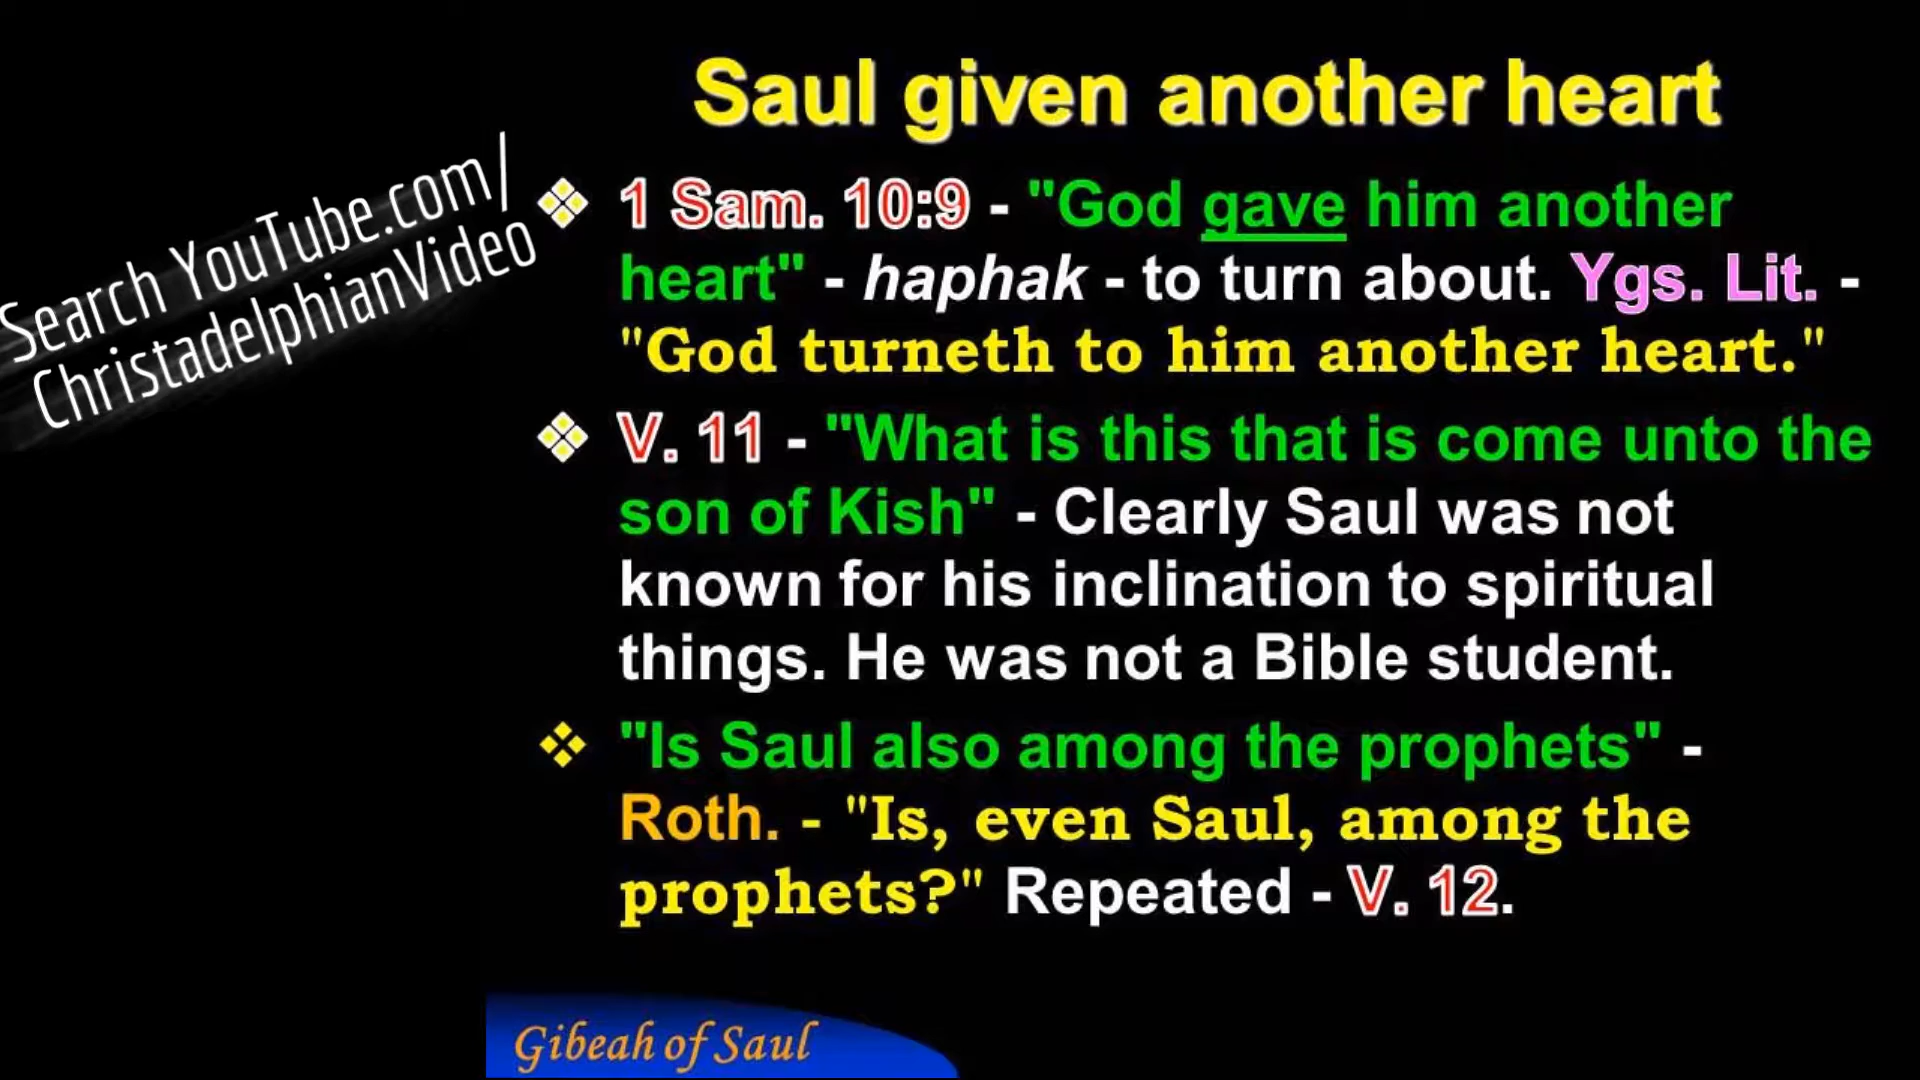 Saul given another heart
Search YouTube.com/
ChristadelphianVideo
❖ 1 Sam. 10:9 - "God gave him another
heart" - haphak - to turn about. Ygs. Lit. -
"God turneth to him another heart."
❖ V. 11 - "What is this that is come unto the
son of Kish" - Clearly Saul was not
known for his inclination to spiritual
things. He was not a Bible student.
❖ "Is Saul also among the prophets" -
Roth. - "Is, even Saul, among the
prophets?" Repeated - V. 12.
Gibeah of Saul